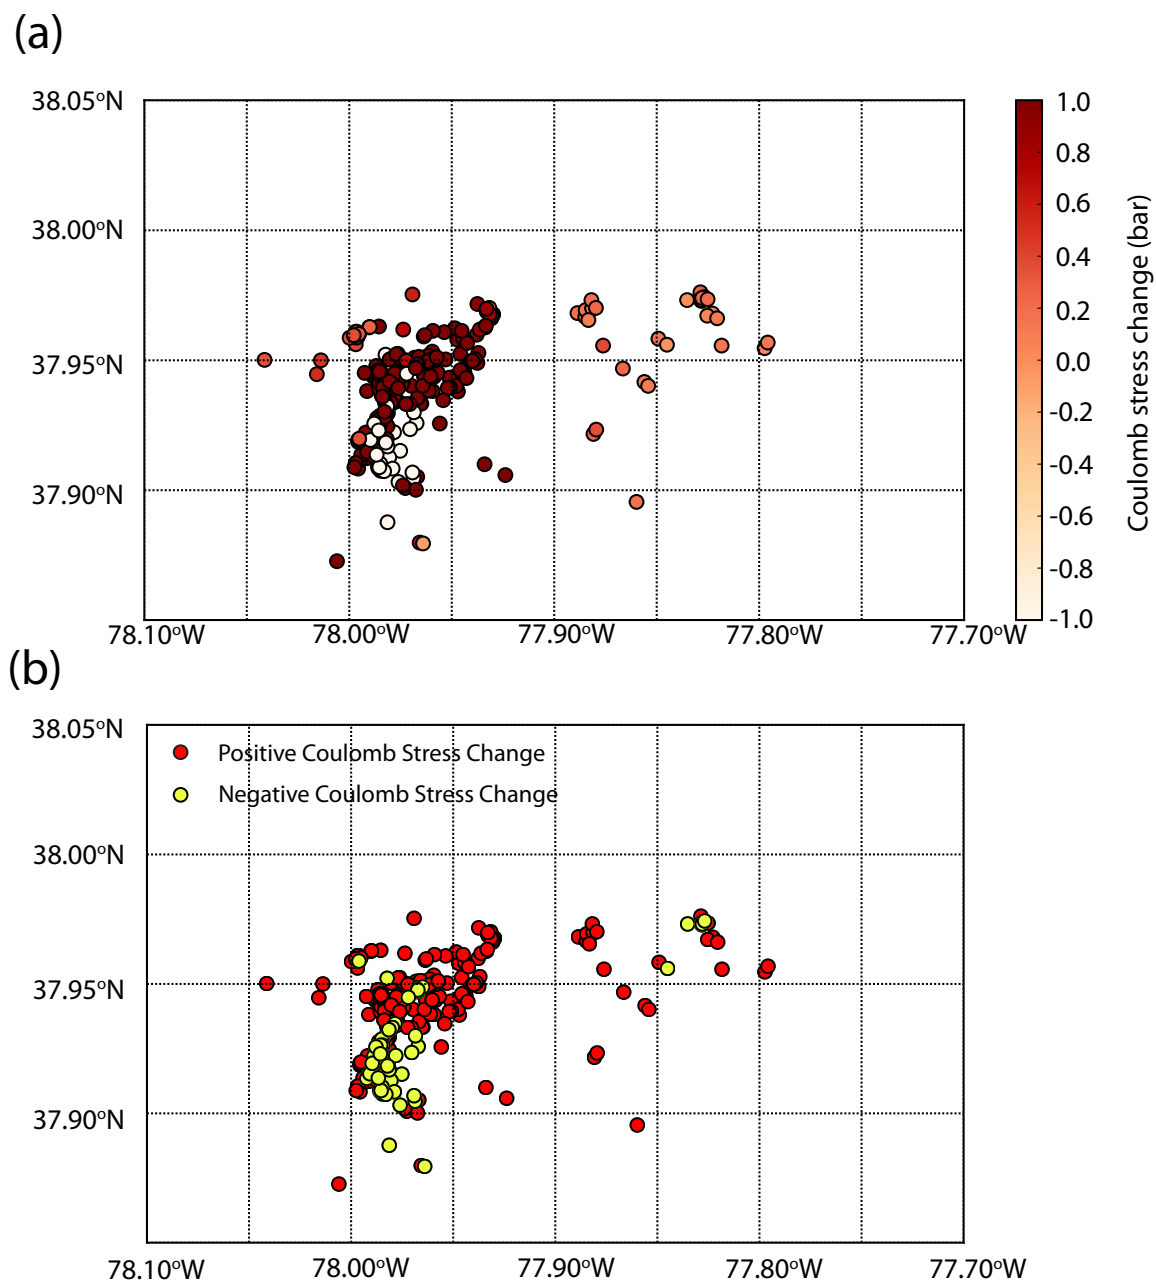 (a)
38.05°N
38.00°N
37.95°N
37.90°N
78.10°W 78.00°W 77.90°W 77.80°W 77.70°W
1.0
0.8
0.6
0.4
0.2
0.0
-0.2
-0.4
-0.6
-0.8
-1.0
Coulomb stress change (bar)
(b)
38.05°N
Positive Coulomb Stress Change
Negative Coulomb Stress Change
38.00°N
37.95°N
37.90°N
78.10°W 78.00°W 77.90°W 77.80°W 77.70°W